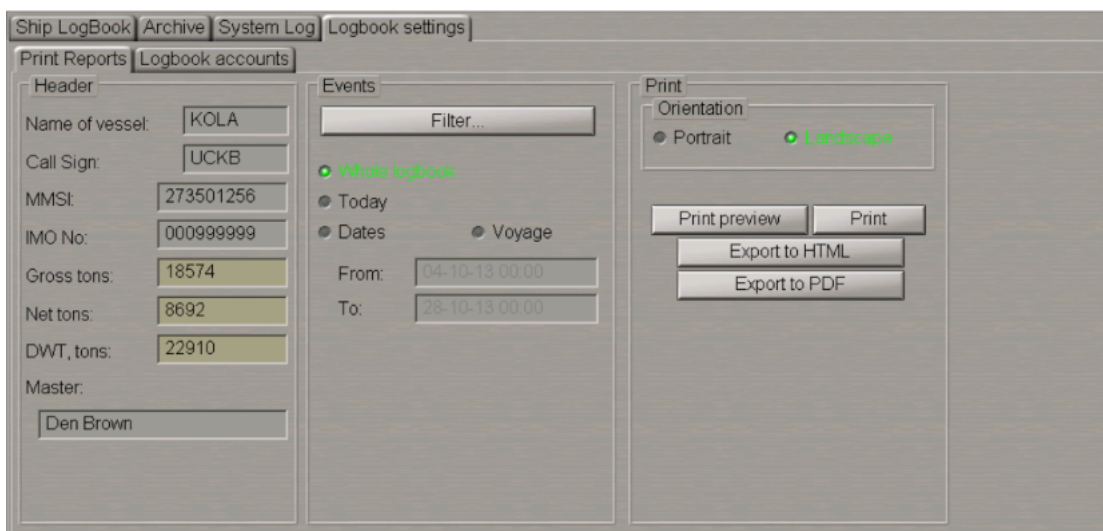 Ship LogBook Archive System Log Logbook settings
Print Reports Logbook accounts
Header
Name of vessel: KOLA
Call Sign: UCKB
MMSI: 273501256
IMO No: 000999999
Gross tons: 18574
Net tons: 8692
DWT, tons: 22910
Master:
Den Brown
Events
Filter...
Whole logbook
Today
Dates Voyage
From: 04-10-13 00:00
To: 28-10-13 00:00
Print
Orientation
Portrait Landscape
Print preview Print
Export to HTML
Export to PDF